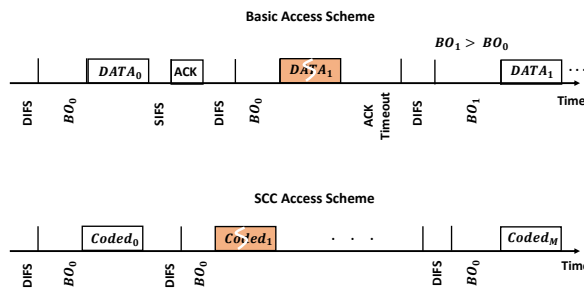 Basic Access Scheme
BO₁ > BO₀
DATA₀ ACK DATA₁ DATA₁ ...
Time
DIFS BO₀ SIFS DIFS BO₀ ACK Timeout DIFS BO₁
SCC Access Scheme
Coded₀ Coded₁ . . . Coded_M
Time
DIFS BO₀ DIFS BO₀ DIFS BO₀